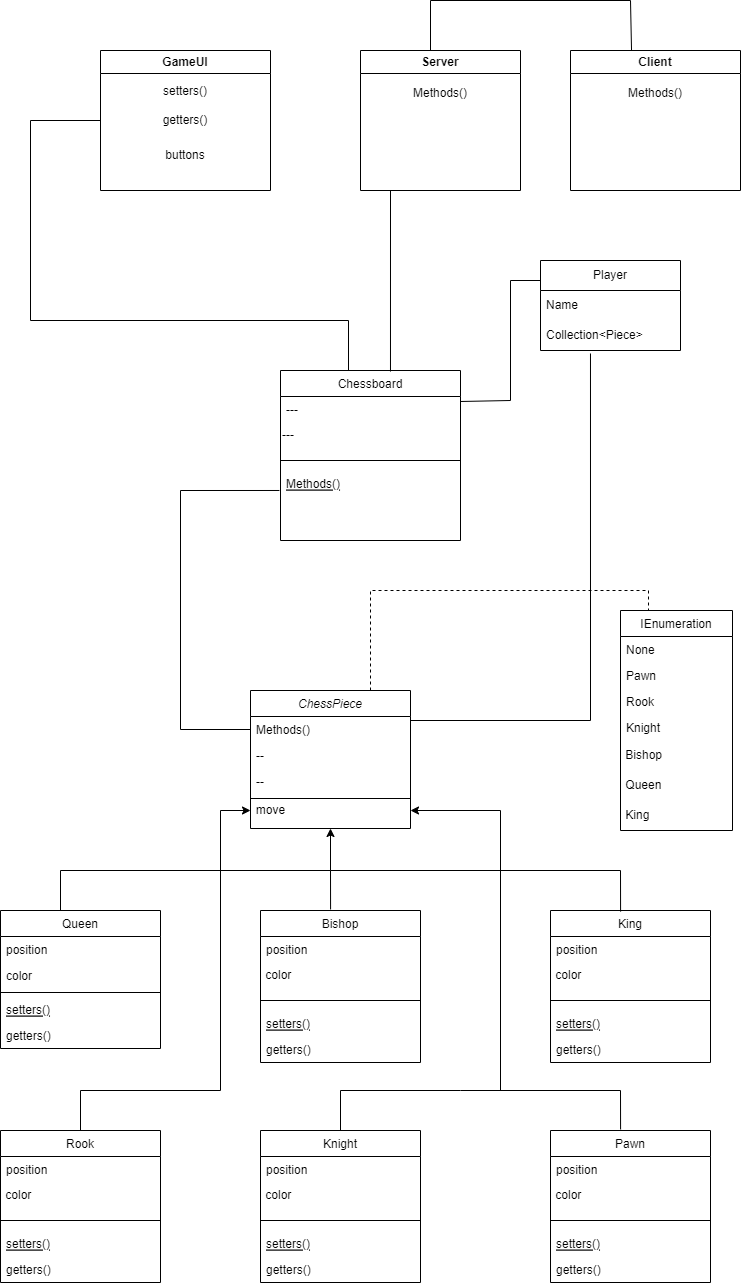 GameUI
setters()
getters()
buttons
Server
Methods()
Client
Methods()
Player
Name
Collection<Piece>
Chessboard
---
---
Methods()
IEnumeration
None
Pawn
Rook
Knight
Bishop
Queen
King
ChessPiece
Methods()
--
--
move
Queen
position
color
setters()
getters()
Bishop
position
color
setters()
getters()
King
position
color
setters()
getters()
Rook
position
color
setters()
getters()
Knight
position
color
setters()
getters()
Pawn
position
color
setters()
getters()